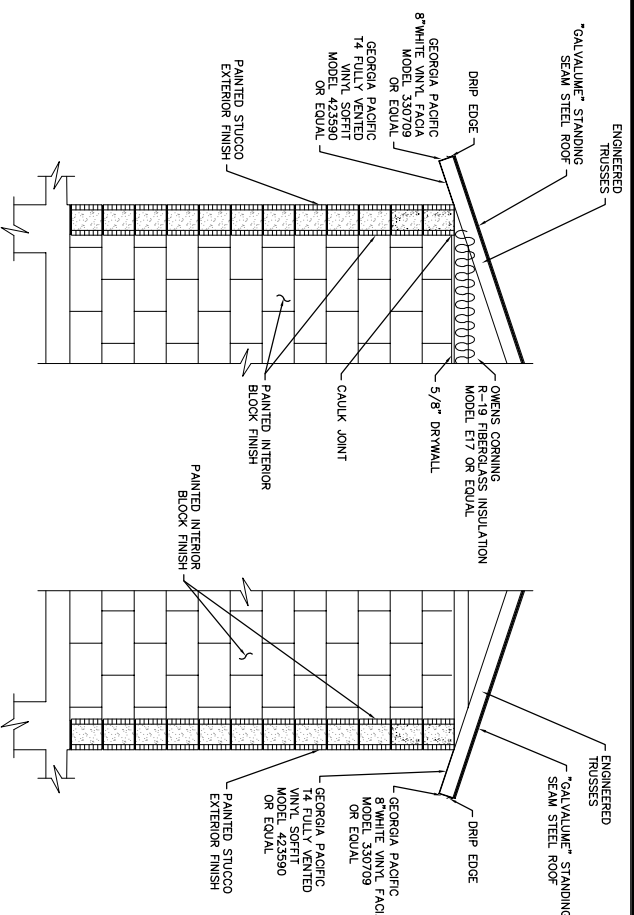 ENGINEERED
TRUSSES
"GALVALUME" STANDING
SEAM STEEL ROOF
DRIP EDGE
GEORGIA PACIFIC
8"WHITE VINYL FACIA
MODEL 330709
OR EQUAL
GEORGIA PACIFIC
T4 FULLY VENTED
VINYL SOFFIT
MODEL 423590
OR EQUAL
PAINTED STUCCO
EXTERIOR FINISH
OWENS CORNING
R-19 FIBERGLASS INSULATION
MODEL E17 OR EQUAL
5/8" DRYWALL
CAULK JOINT
PAINTED INTERIOR
BLOCK FINISH
PAINTED INTERIOR
BLOCK FINISH
ENGINEERED
TRUSSES
"GALVALUME" STANDING
SEAM STEEL ROOF
DRIP EDGE
GEORGIA PACIFIC
8"WHITE VINYL FACI
MODEL 330709
OR EQUAL
GEORGIA PACIFIC
T4 FULLY VENTED
VINYL SOFFIT
MODEL 423590
OR EQUAL
PAINTED STUCCO
EXTERIOR FINISH